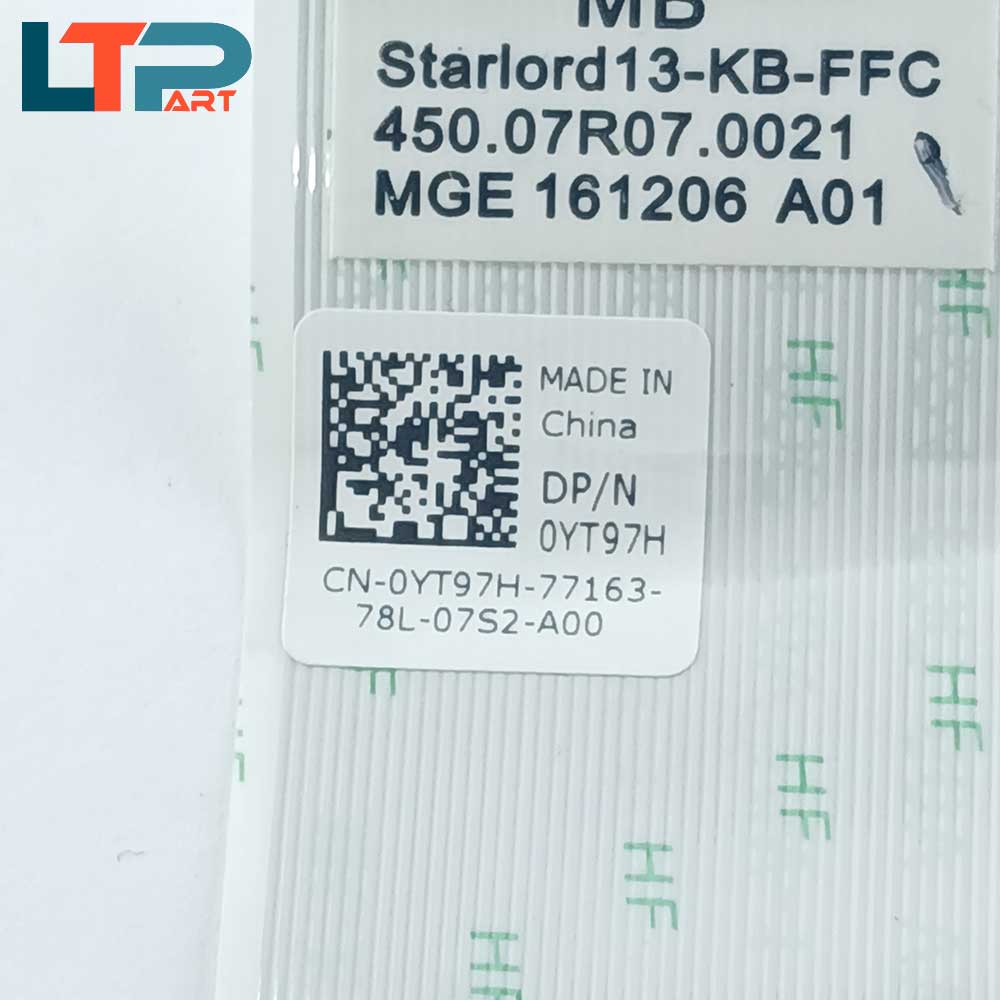 LTP
ART
MB
Starlord13-KB-FFC
450.07R07.0021
MGE 161206 A01
HF
HF
MADE IN
China
DP/N
0YT97H
CN-0YT97H-77163-
78L-07S2-A00
HF
HF
HF
HF